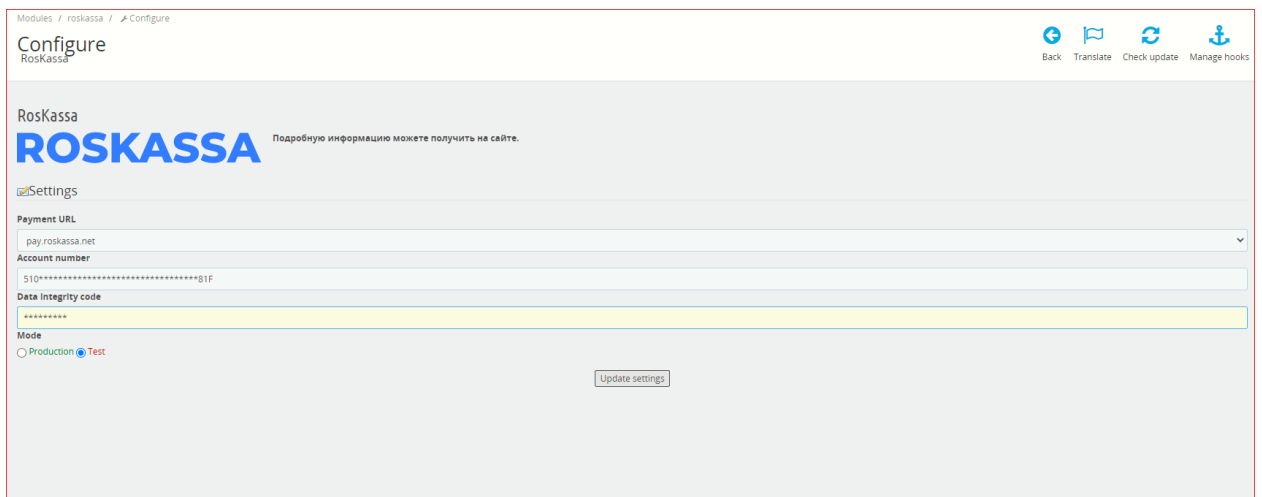 Modules / roskassa / Configure
Configure
RosKassa
Back Translate Check update Manage hooks
RosKassa
ROSKASSA
Подробную информацию можете получить на сайте.
Settings
Payment URL
pay.roskassa.net
Account number
510*********************************81F
Data integrity code
*********
Mode
Production Test
Update settings